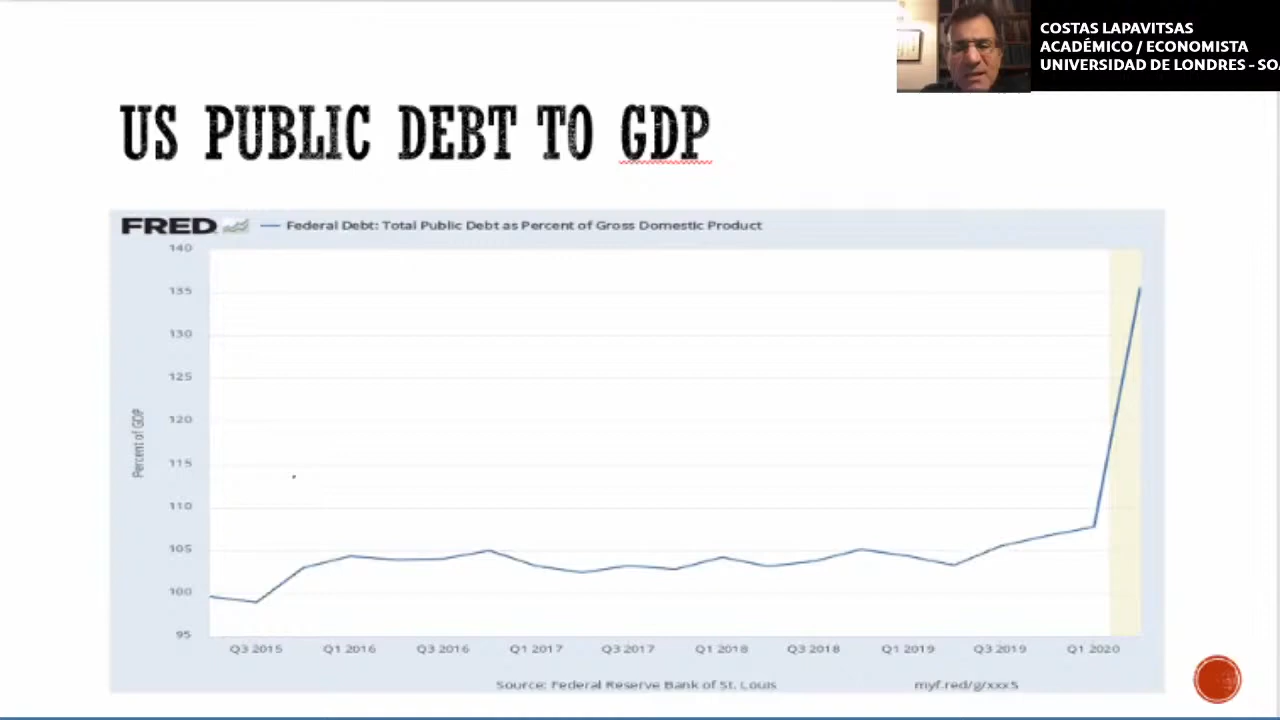 COSTAS LAPAVITSAS
ACADÉMICO / ECONOMISTA
UNIVERSIDAD DE LONDRES - SO
US PUBLIC DEBT TO GDP
FRED — Federal Debt: Total Public Debt as Percent of Gross Domestic Product
140
135
130
125
120
115
110
105
100
95
Percent of GDP
Q3 2015 Q1 2016 Q3 2016 Q1 2017 Q3 2017 Q1 2018 Q3 2018 Q1 2019 Q3 2019 Q1 2020
Source: Federal Reserve Bank of St. Louis myf.red/g/xxx5